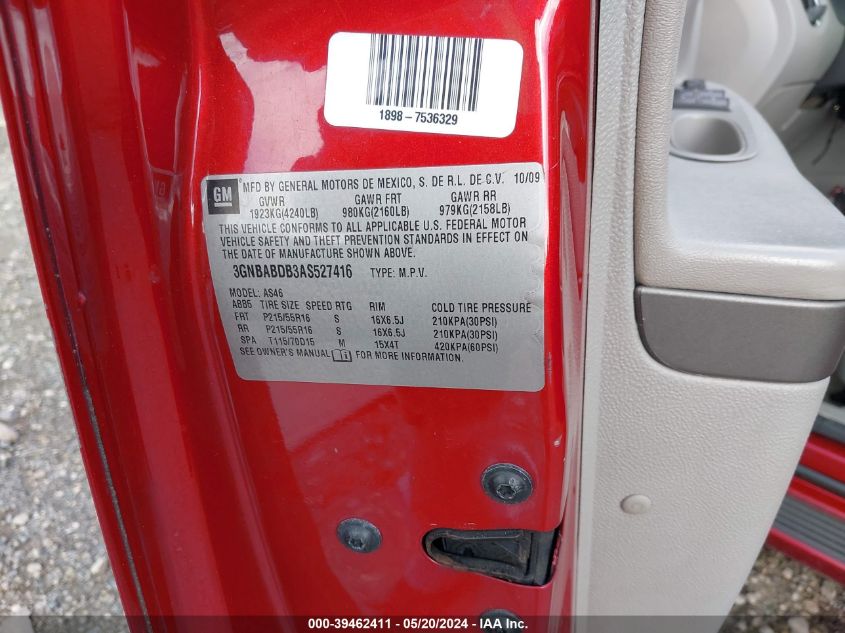 1898 - 7536329
GM MFD BY GENERAL MOTORS DE MEXICO, S. DE R.L. DE C.V. 10/09
GVWR GAWR FRT GAWR RR
1923KG(4240LB) 980KG(2160LB) 979KG(2158LB)
THIS VEHICLE CONFORMS TO ALL APPLICABLE U.S. FEDERAL MOTOR
VEHICLE SAFETY AND THEFT PREVENTION STANDARDS IN EFFECT ON
THE DATE OF MANUFACTURE SHOWN ABOVE.
3GNBABDB3AS527416 TYPE: M.P.V.
MODEL: AS46
ABBS TIRE SIZE SPEED RTG RIM COLD TIRE PRESSURE
FRT P215/55R16 S 16X6.5J 210KPA(30PSI)
RR P215/55R16 S 16X6.5J 210KPA(30PSI)
SPA T115/70D15 M 15X4T 420KPA(60PSI)
SEE OWNER'S MANUAL FOR MORE INFORMATION.
000-39462411 - 05/20/2024 - IAA Inc.